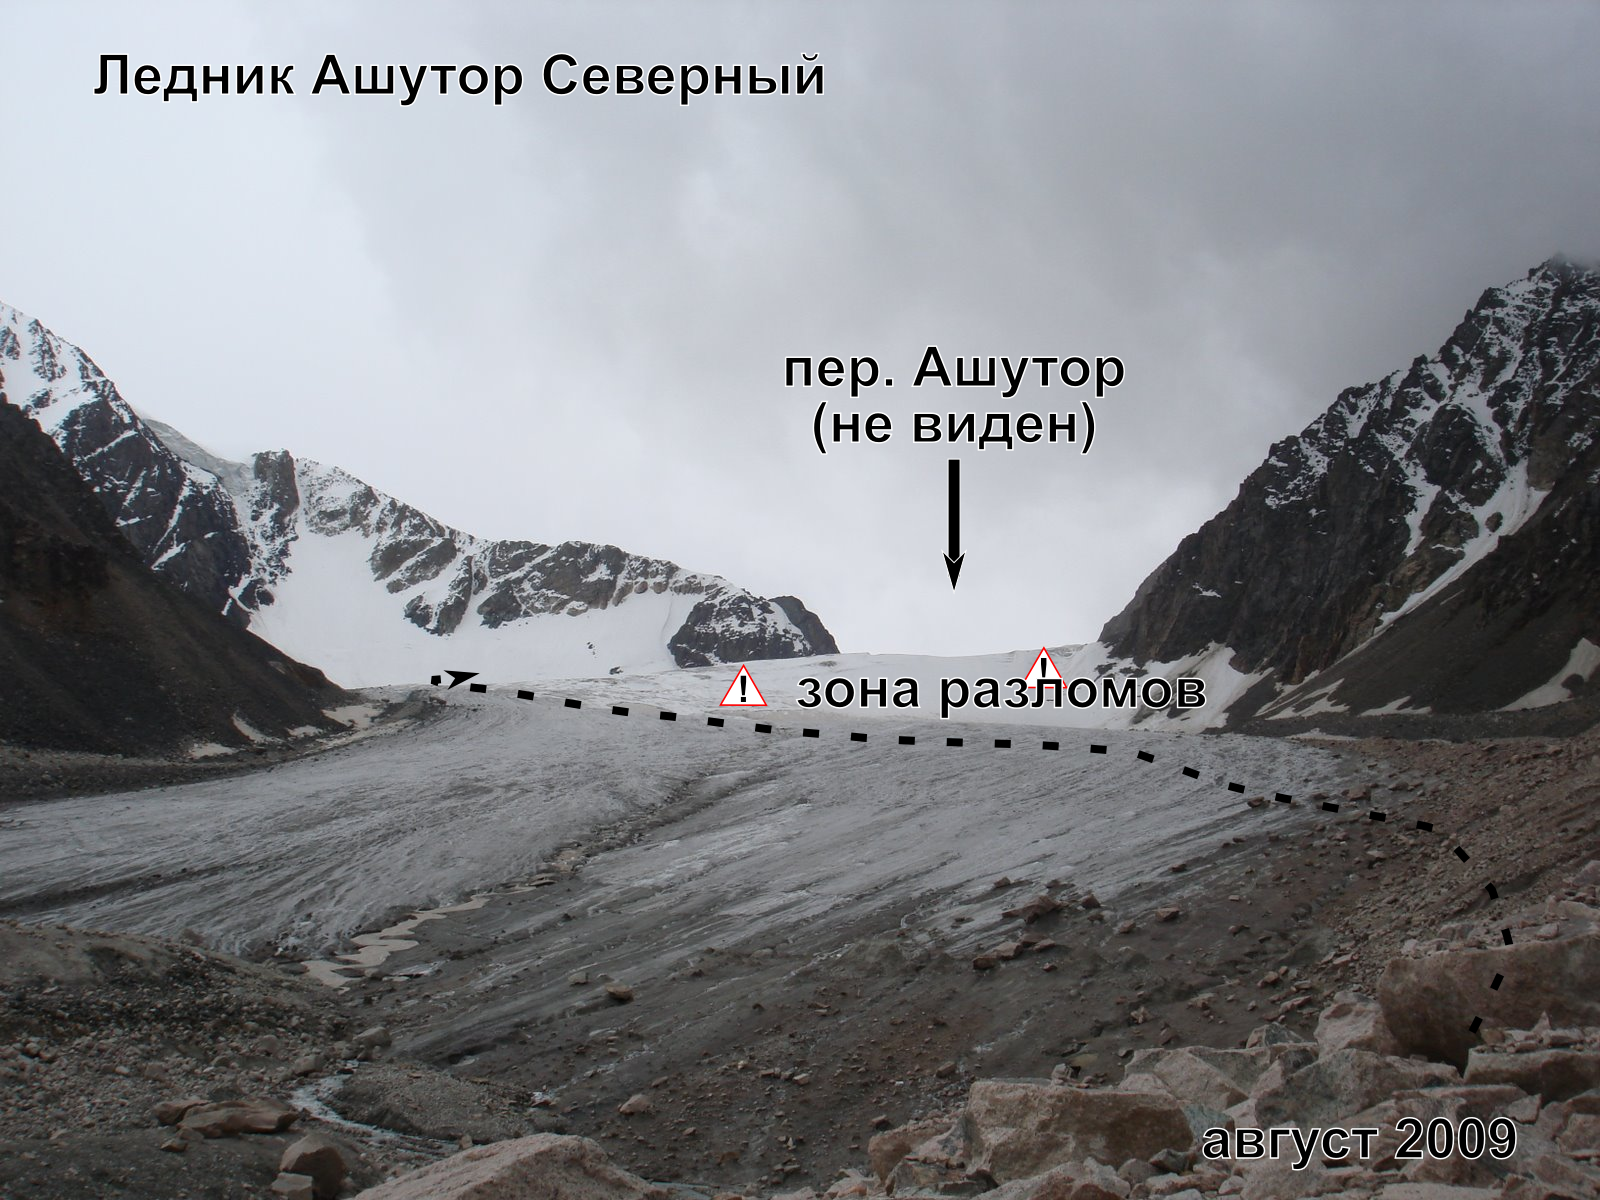 Ледник Ашутор Северный
пер. Ашутор
(не виден)
!
!
зона разломов
август 2009